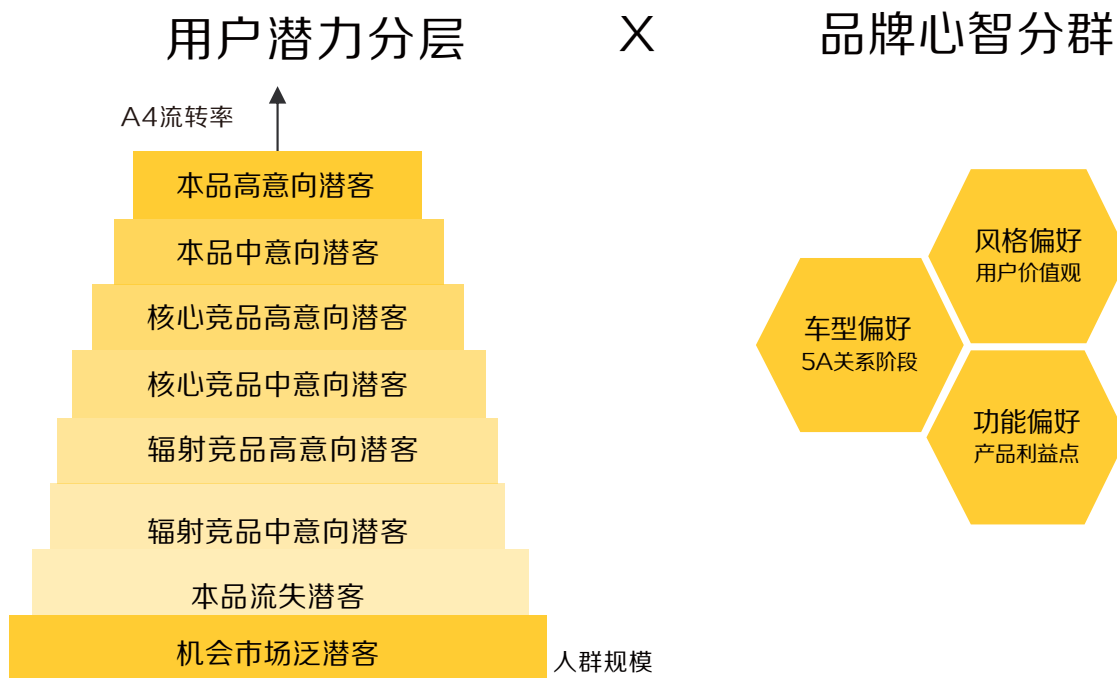 用户潜力分层
X
品牌心智分群
A4流转率
本品高意向潜客
本品中意向潜客
核心竞品高意向潜客
核心竞品中意向潜客
辐射竞品高意向潜客
辐射竞品中意向潜客
本品流失潜客
机会市场泛潜客
人群规模
风格偏好
用户价值观
车型偏好
5A关系阶段
功能偏好
产品利益点